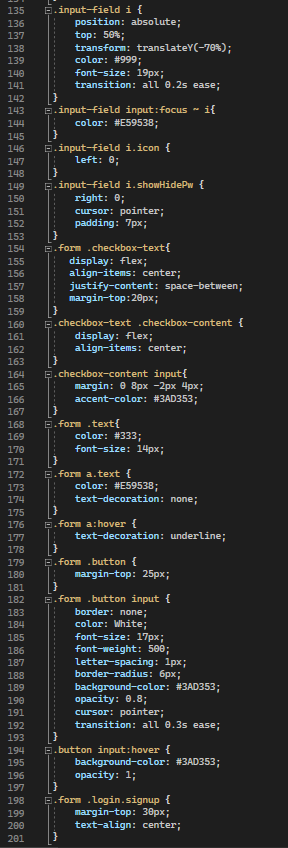 135 .input-field i {
136 position: absolute;
137 top: 50%;
138 transform: translateY(-70%);
139 color: #999;
140 font-size: 19px;
141 transition: all 0.2s ease;
142 }
143 .input-field input:focus ~ i{
144 color: #E59538;
145 }
146 .input-field i.icon {
147 left: 0;
148 }
149 .input-field i.showHidePw {
150 right: 0;
151 cursor: pointer;
152 padding: 7px;
153 }
154 .form .checkbox-text{
155 display: flex;
156 align-items: center;
157 justify-content: space-between;
158 margin-top:20px;
159 }
160 .checkbox-text .checkbox-content {
161 display: flex;
162 align-items: center;
163 }
164 .checkbox-content input{
165 margin: 0 8px -2px 4px;
166 accent-color: #3AD353;
167 }
168 .form .text{
169 color: #333;
170 font-size: 14px;
171 }
172 .form a.text {
173 color: #E59538;
174 text-decoration: none;
175 }
176 .form a:hover {
177 text-decoration: underline;
178 }
179 .form .button {
180 margin-top: 25px;
181 }
182 .form .button input {
183 border: none;
184 color: White;
185 font-size: 17px;
186 font-weight: 500;
187 letter-spacing: 1px;
188 border-radius: 6px;
189 background-color: #3AD353;
190 opacity: 0.8;
191 cursor: pointer;
192 transition: all 0.3s ease;
193 }
194 .button input:hover {
195 background-color: #3AD353;
196 opacity: 1;
197 }
198 .form .login.signup {
199 margin-top: 30px;
200 text-align: center;
201 }